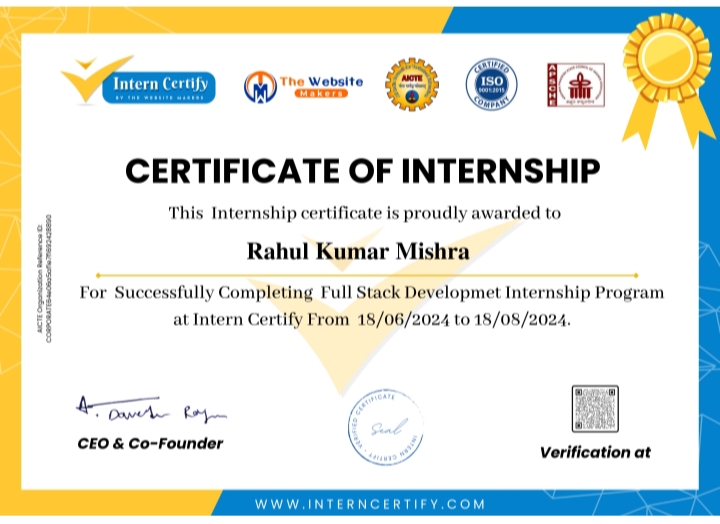 Intern Certify
BY THE WEBSITE MAKERS
The Website
Makers
AICTE
CERTIFIED
ISO
9001:2015
COMPANY
APSCHE
CERTIFICATE OF INTERNSHIP
This Internship certificate is proudly awarded to
Rahul Kumar Mishra
For Successfully Completing Full Stack Developmet Internship Program
at Intern Certify From 18/06/2024 to 18/08/2024.
AICTE Organization Reference ID:
CEO & Co-Founder
VERIFIED CERTIFICATE
Seal
INTERN CERTIFY
Verification at
WWW.INTERNCERTIFY.COM